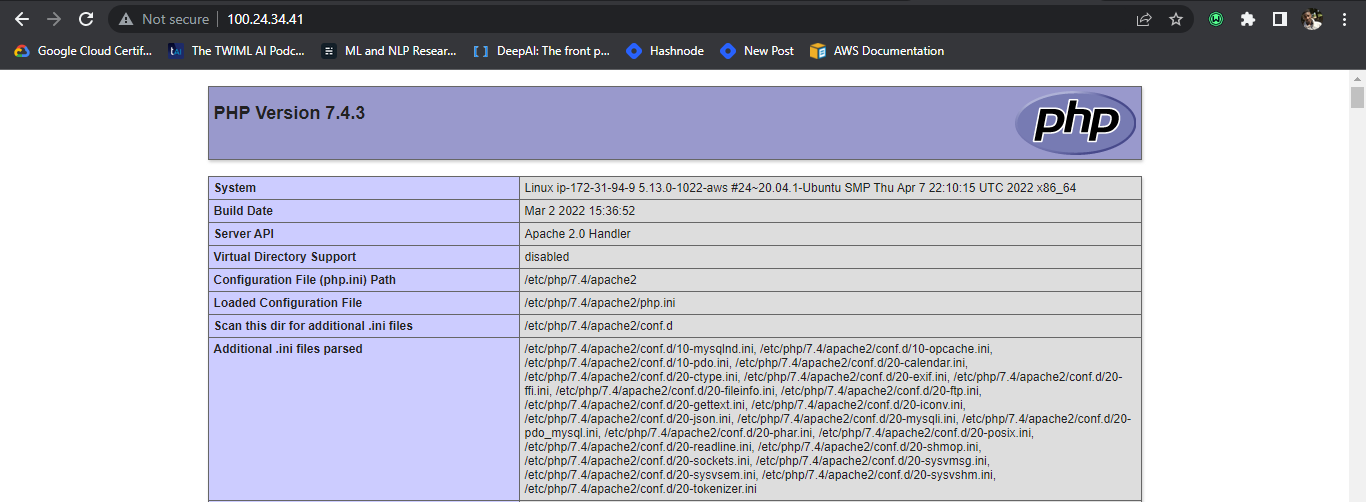 Not secure | 100.24.34.41
Google Cloud Certif... The TWIML AI Podc... ML and NLP Resear... DeepAI: The front p... Hashnode New Post AWS Documentation
PHP Version 7.4.3
php
System Linux ip-172-31-94-9 5.13.0-1022-aws #24~20.04.1-Ubuntu SMP Thu Apr 7 22:10:15 UTC 2022 x86_64
Build Date Mar 2 2022 15:36:52
Server API Apache 2.0 Handler
Virtual Directory Support disabled
Configuration File (php.ini) Path /etc/php/7.4/apache2
Loaded Configuration File /etc/php/7.4/apache2/php.ini
Scan this dir for additional .ini files /etc/php/7.4/apache2/conf.d
Additional .ini files parsed /etc/php/7.4/apache2/conf.d/10-mysqlnd.ini, /etc/php/7.4/apache2/conf.d/10-opcache.ini,
/etc/php/7.4/apache2/conf.d/10-pdo.ini, /etc/php/7.4/apache2/conf.d/20-calendar.ini,
/etc/php/7.4/apache2/conf.d/20-ctype.ini, /etc/php/7.4/apache2/conf.d/20-exif.ini, /etc/php/7.4/apache2/conf.d/20-
ffi.ini, /etc/php/7.4/apache2/conf.d/20-fileinfo.ini, /etc/php/7.4/apache2/conf.d/20-ftp.ini,
/etc/php/7.4/apache2/conf.d/20-gettext.ini, /etc/php/7.4/apache2/conf.d/20-iconv.ini,
/etc/php/7.4/apache2/conf.d/20-json.ini, /etc/php/7.4/apache2/conf.d/20-mysqli.ini, /etc/php/7.4/apache2/conf.d/20-
pdo_mysql.ini, /etc/php/7.4/apache2/conf.d/20-phar.ini, /etc/php/7.4/apache2/conf.d/20-posix.ini,
/etc/php/7.4/apache2/conf.d/20-readline.ini, /etc/php/7.4/apache2/conf.d/20-shmop.ini,
/etc/php/7.4/apache2/conf.d/20-sockets.ini, /etc/php/7.4/apache2/conf.d/20-sysvmsg.ini,
/etc/php/7.4/apache2/conf.d/20-sysvsem.ini, /etc/php/7.4/apache2/conf.d/20-sysvshm.ini,
/etc/php/7.4/apache2/conf.d/20-tokenizer.ini